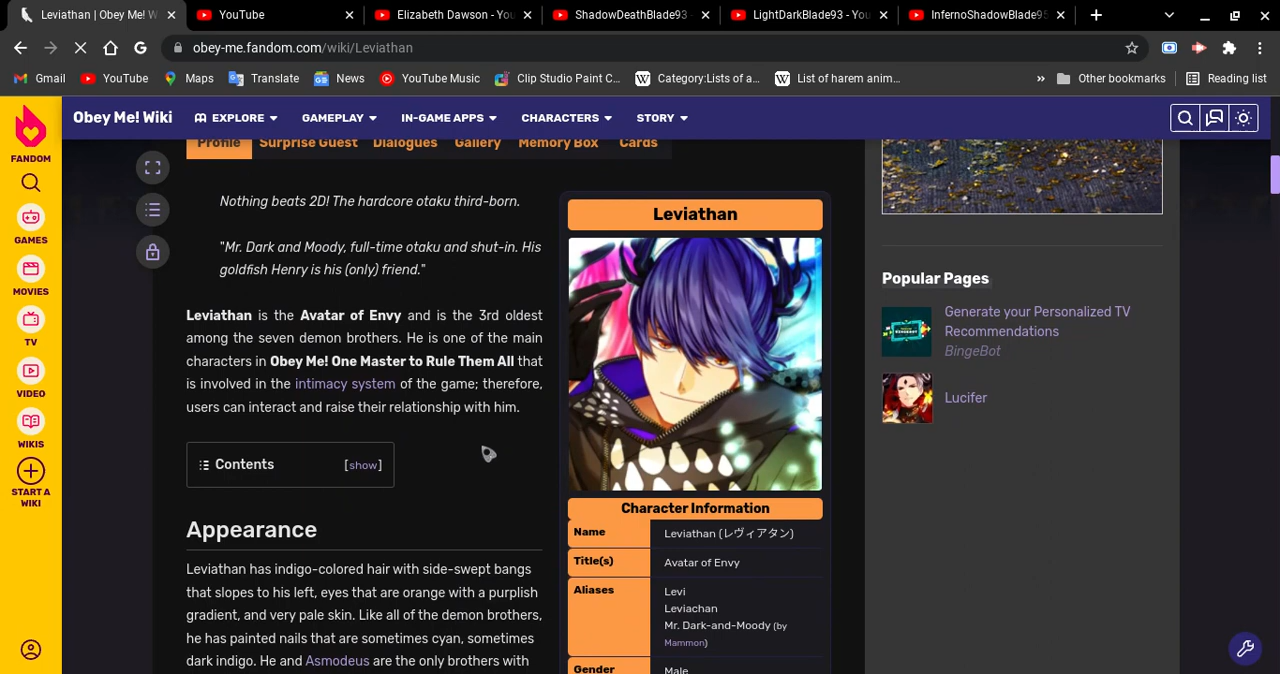 Leviathan | Obey Me! W
YouTube
Elizabeth Dawson - You
ShadowDeathBlade93 -
LightDarkBlade93 - You
InfernoShadowBlade95
obey-me.fandom.com/wiki/Leviathan
Gmail
YouTube
Maps
Translate
News
YouTube Music
Clip Studio Paint C...
Category:Lists of a...
List of harem anim...
»
Other bookmarks
Reading list
FANDOM
GAMES
MOVIES
TV
VIDEO
WIKIS
START A
WIKI
Obey Me! Wiki
EXPLORE
GAMEPLAY
IN-GAME APPS
CHARACTERS
STORY
Profile
Surprise Guest
Dialogues
Gallery
Memory Box
Cards
Nothing beats 2D! The hardcore otaku third-born.
"Mr. Dark and Moody, full-time otaku and shut-in. His
goldfish Henry is his (only) friend."
Leviathan is the Avatar of Envy and is the 3rd oldest
among the seven demon brothers. He is one of the main
characters in Obey Me! One Master to Rule Them All that
is involved in the intimacy system of the game; therefore,
users can interact and raise their relationship with him.
Contents [show]
Appearance
Leviathan has indigo-colored hair with side-swept bangs
that slopes to his left, eyes that are orange with a purplish
gradient, and very pale skin. Like all of the demon brothers,
he has painted nails that are sometimes cyan, sometimes
dark indigo. He and Asmodeus are the only brothers with
Leviathan
Character Information
Name Leviathan (レヴィアタン)
Title(s) Avatar of Envy
Aliases Levi
Leviachan
Mr. Dark-and-Moody (by
Mammon)
Gender Male
Popular Pages
Generate your Personalized TV
Recommendations
BingeBot
Lucifer